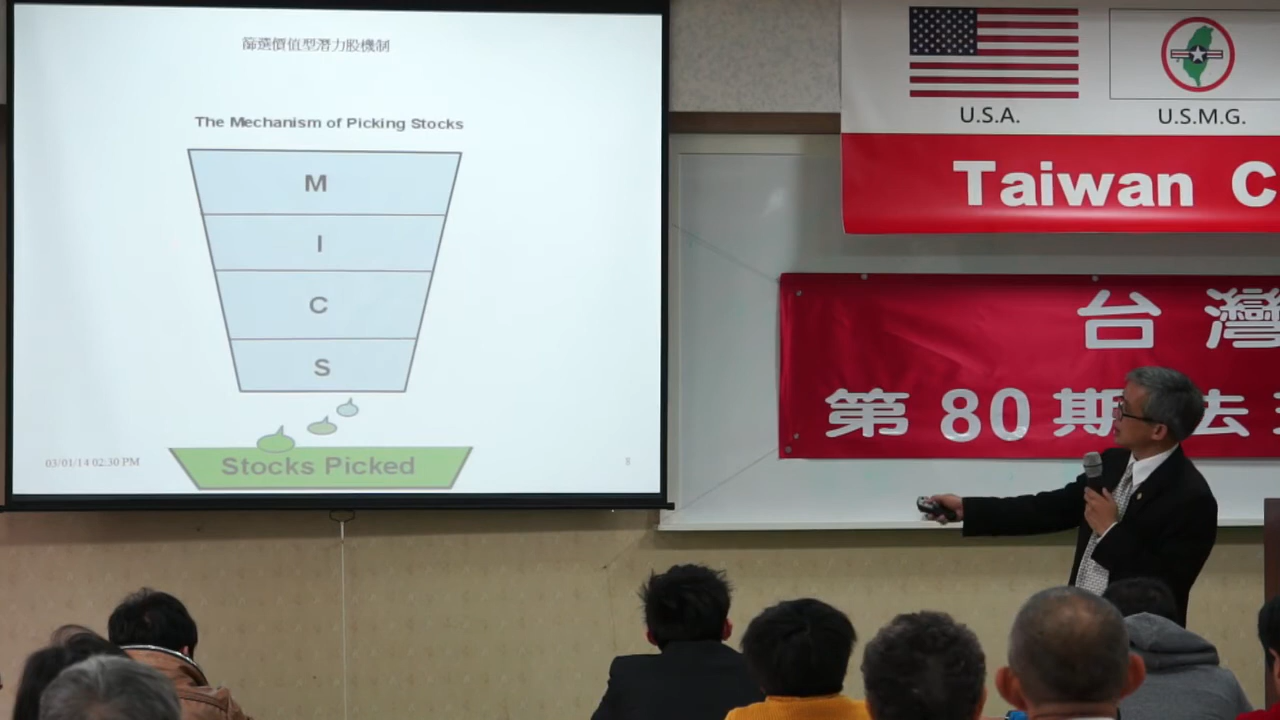 篩選價值型潛力股機制
The Mechanism of Picking Stocks
M
I
C
S
Stocks Picked
03/01/14 02:30 PM
8
U.S.A.
U.S.M.G.
Taiwan C
台 灣
第 80 期 法